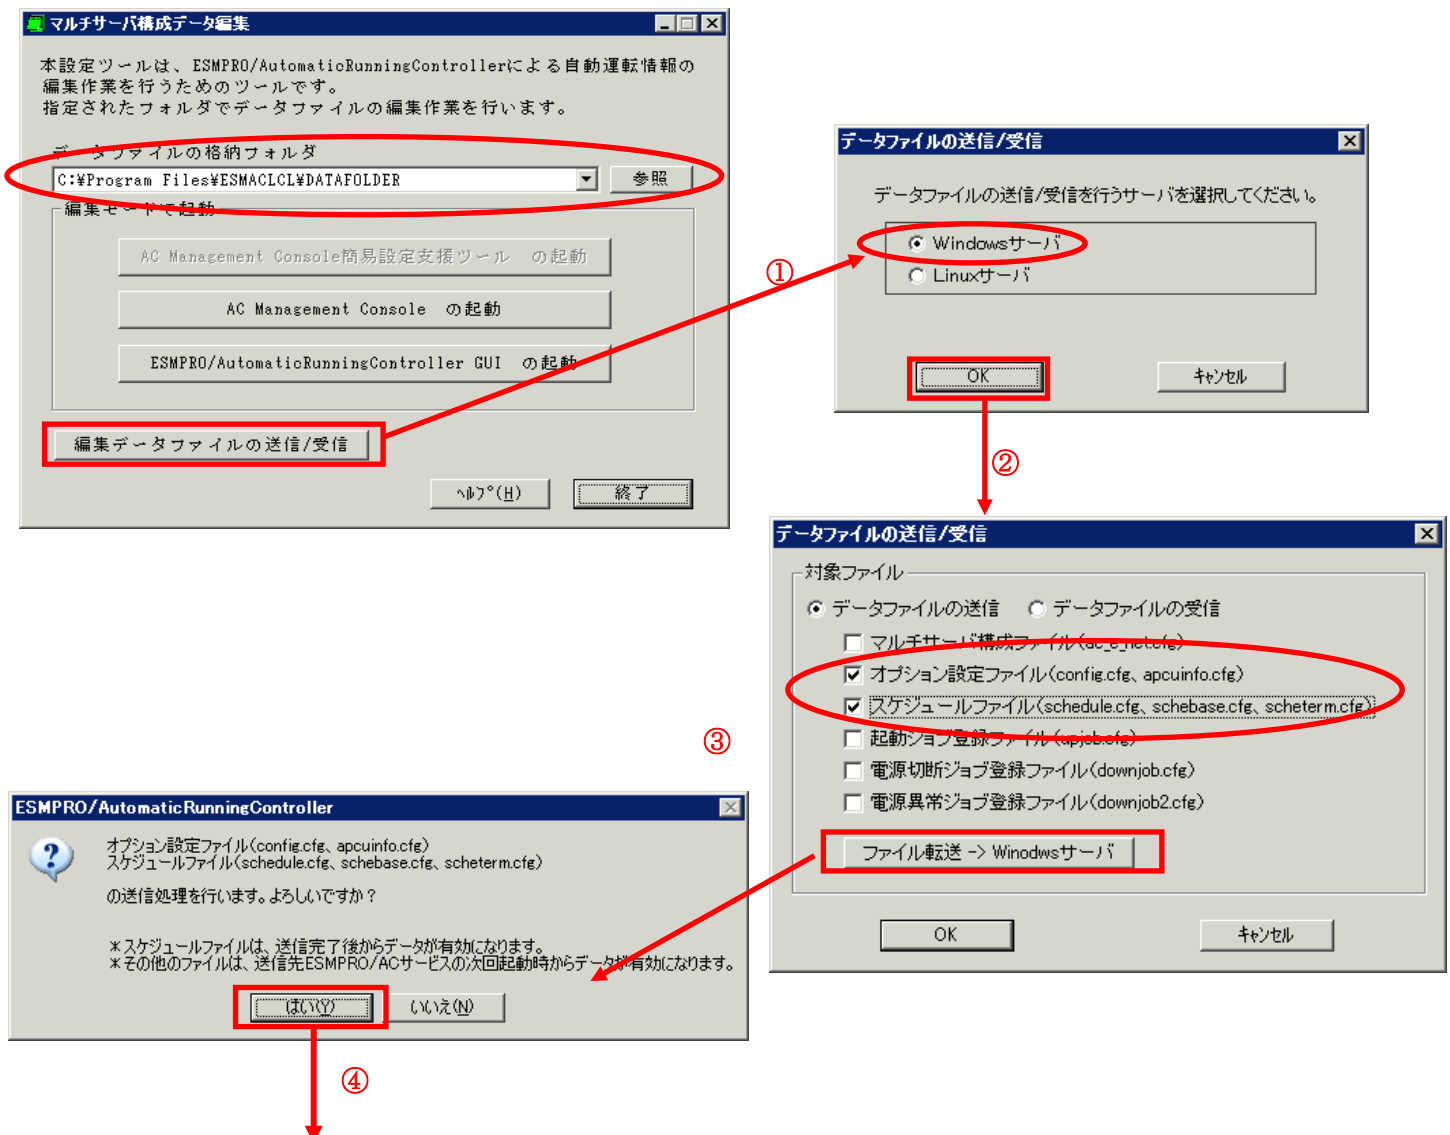 マルチサーバ構成データ編集
本設定ツールは、ESMPRO/AutomaticRunningControllerによる自動運転情報の
編集作業を行うためのツールです。
指定されたフォルダでデータファイルの編集作業を行います。
データファイルの格納フォルダ
C:¥Program Files¥ESMACLCL¥DATAFOLDER
参照
編集モードで起動
AC Management Console簡易設定支援ツール の起動
AC Management Console の起動
ESMPRO/AutomaticRunningController GUI の起動
編集データファイルの送信/受信
ヘルプ(H)
終了
①
データファイルの送信/受信
データファイルの送信/受信を行うサーバを選択してください。
Windowsサーバ
Linuxサーバ
OK
キャンセル
②
データファイルの送信/受信
対象ファイル
データファイルの送信 データファイルの受信
マルチサーバ構成ファイル(ac_e_net.cfg)
オプション設定ファイル(config.cfg、apcuinfo.cfg)
スケジュールファイル(schedule.cfg、schebase.cfg、scheterm.cfg)
起動ジョブ登録ファイル(upjob.cfg)
電源切断ジョブ登録ファイル(downjob.cfg)
電源異常ジョブ登録ファイル(downjob2.cfg)
ファイル転送 -> Winodwsサーバ
OK
キャンセル
③
ESMPRO/AutomaticRunningController
オプション設定ファイル(config.cfg、apcuinfo.cfg)
スケジュールファイル(schedule.cfg、schebase.cfg、scheterm.cfg)
の送信処理を行います。よろしいですか？
*スケジュールファイルは、送信完了後からデータが有効になります。
*その他のファイルは、送信先ESMPRO/ACサービスの次回起動時からデータが有効になります。
はい(Y)
いいえ(N)
④